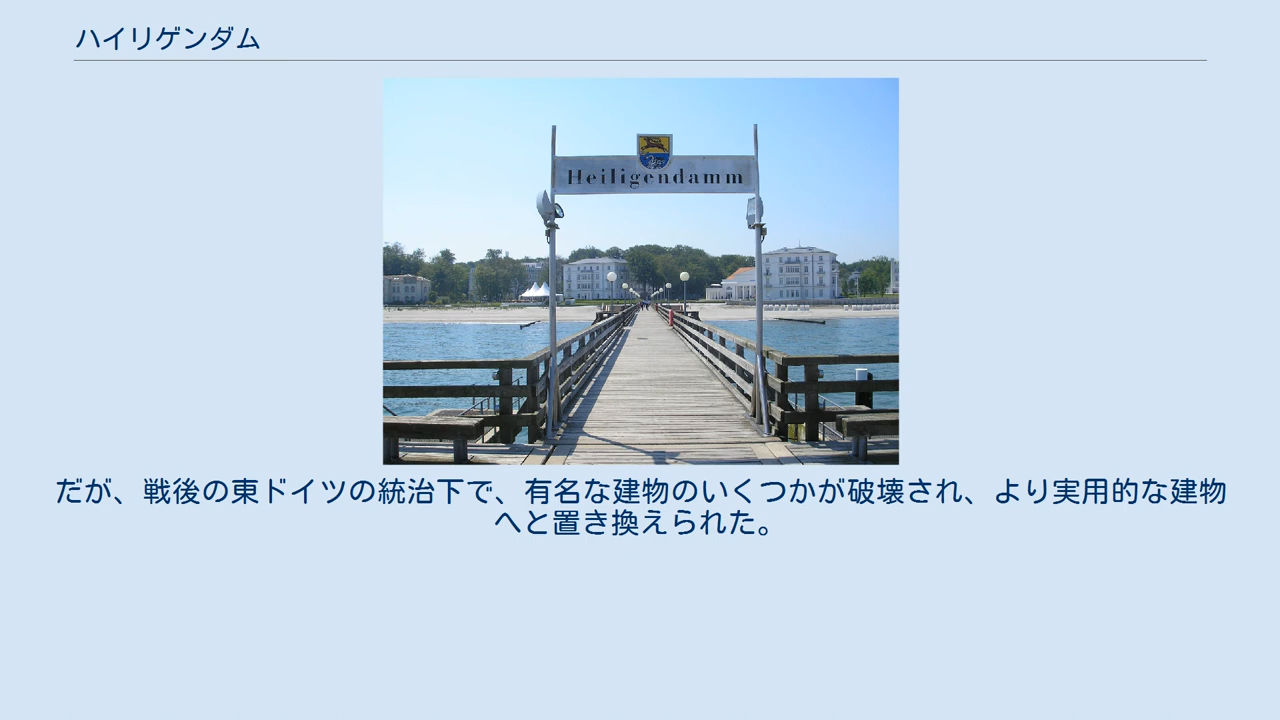 ハイリゲンダム
Heiligendamm
だが、戦後の東ドイツの統治下で、有名な建物のいくつかが破壊され、より実用的な建物
へと置き換えられた。